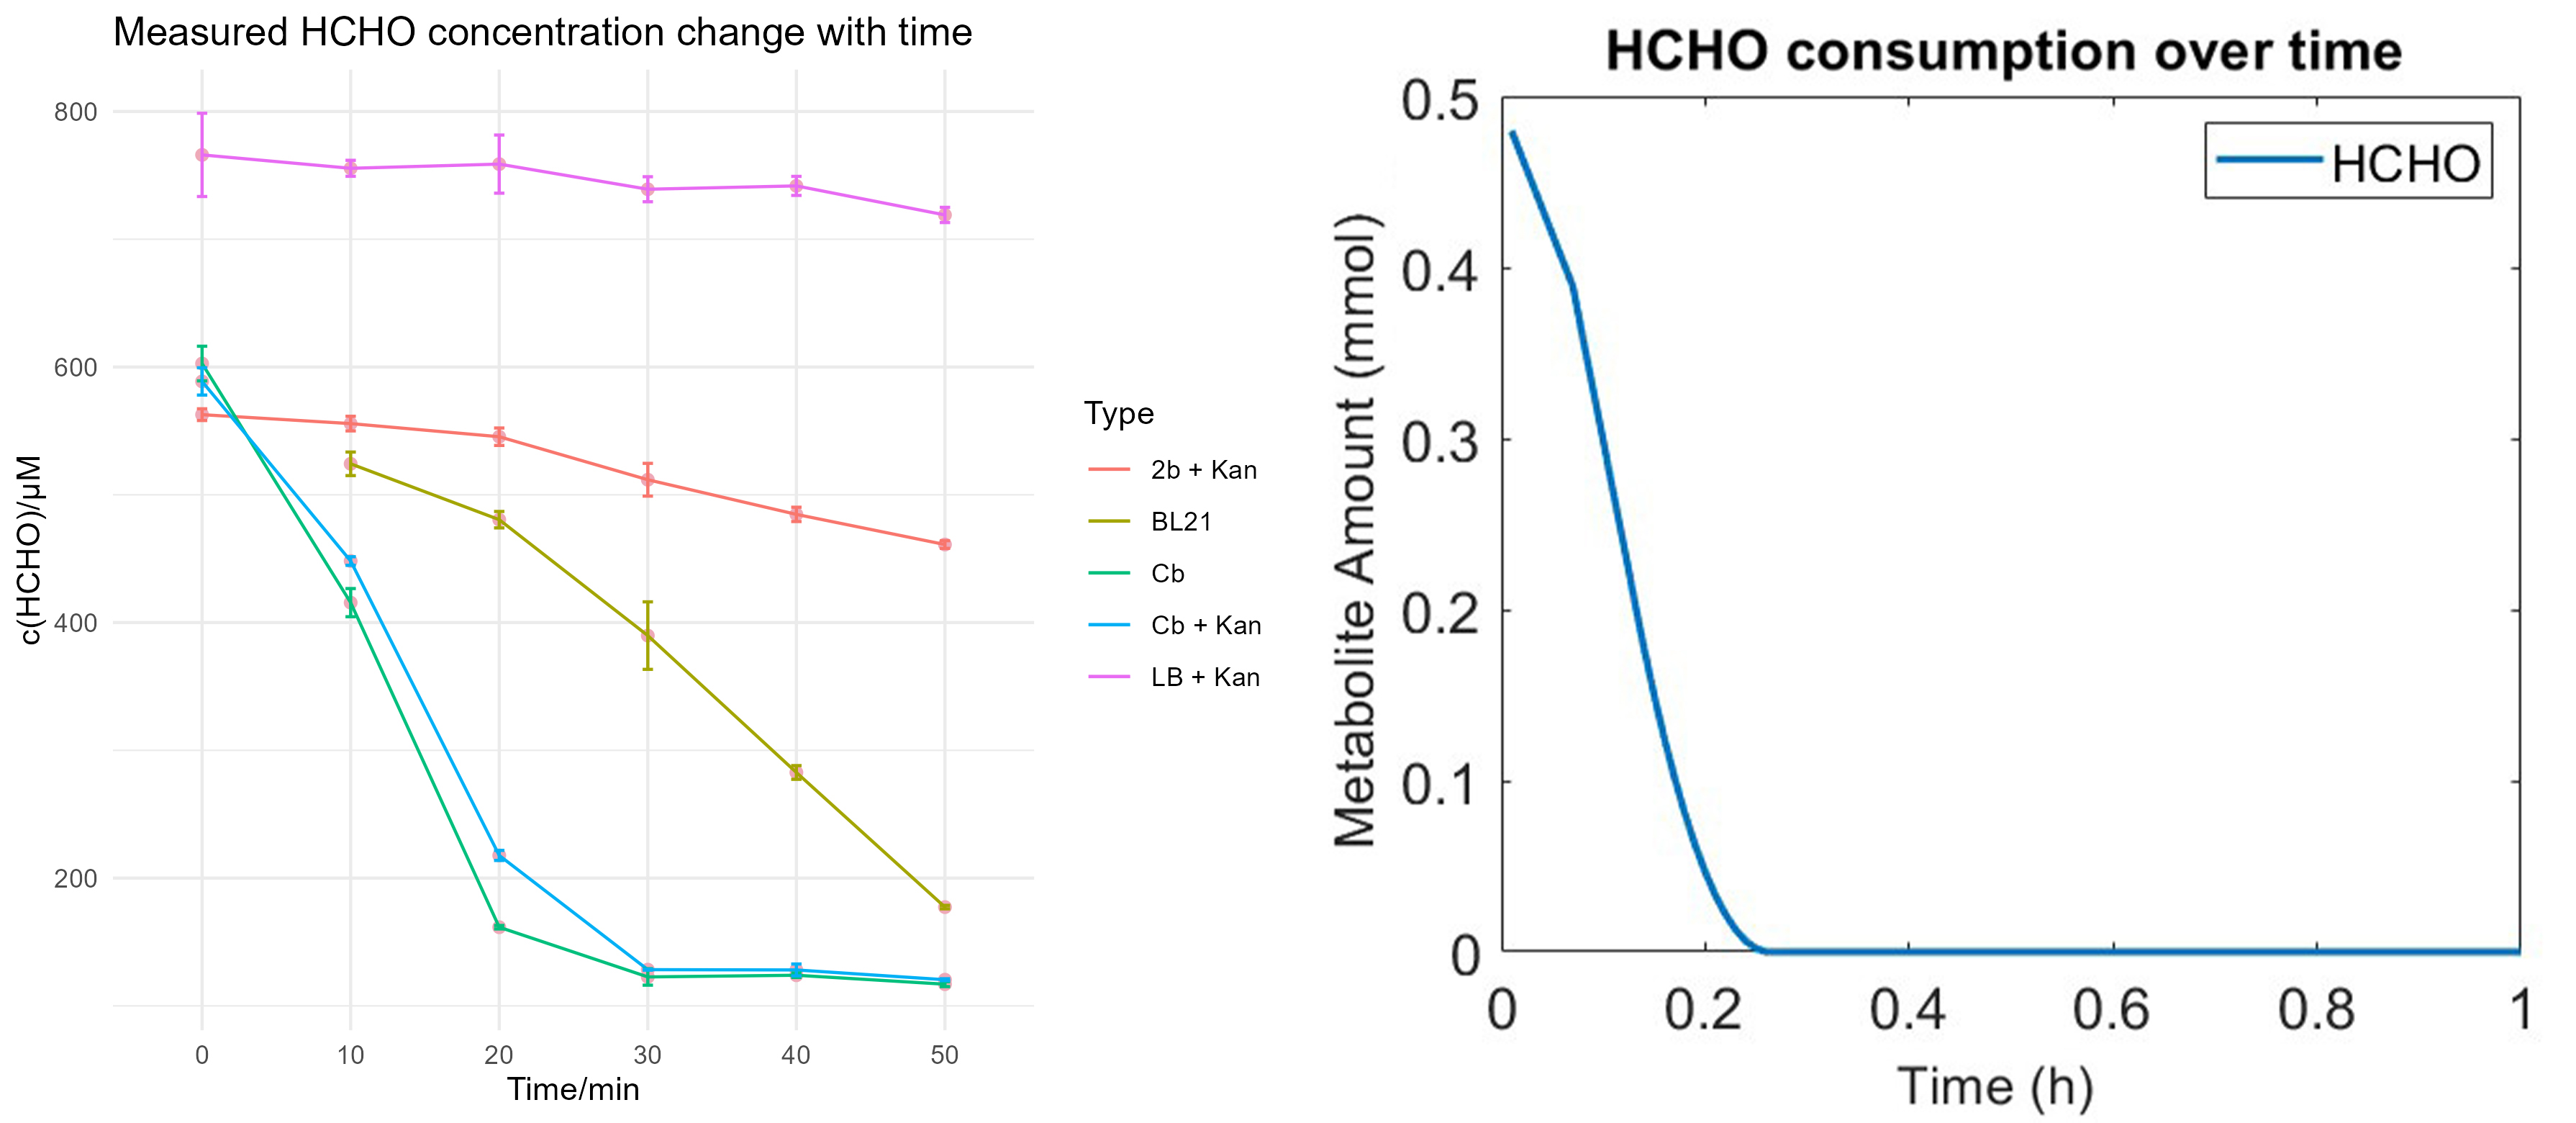 Measured HCHO concentration change with time
c(HCHO)/μM
800
600
400
200
0 10 20 30 40 50
Time/min
Type
2b + Kan
BL21
Cb
Cb + Kan
LB + Kan
HCHO consumption over time
Metabolite Amount (mmol)
0.5
0.4
0.3
0.2
0.1
0
HCHO
0 0.2 0.4 0.6 0.8 1
Time (h)